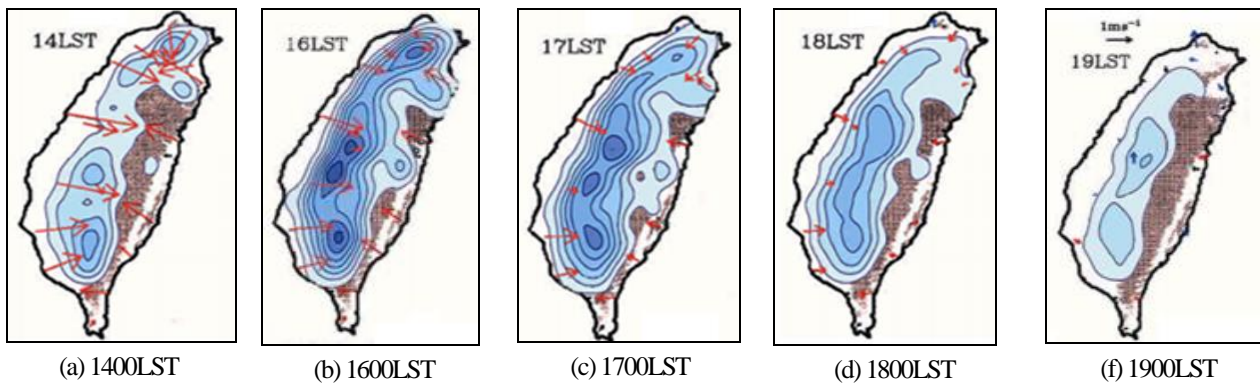 14LST
16LST
17LST
18LST
1ms⁻¹
19LST
(a) 1400LST
(b) 1600LST
(c) 1700LST
(d) 1800LST
(f) 1900LST